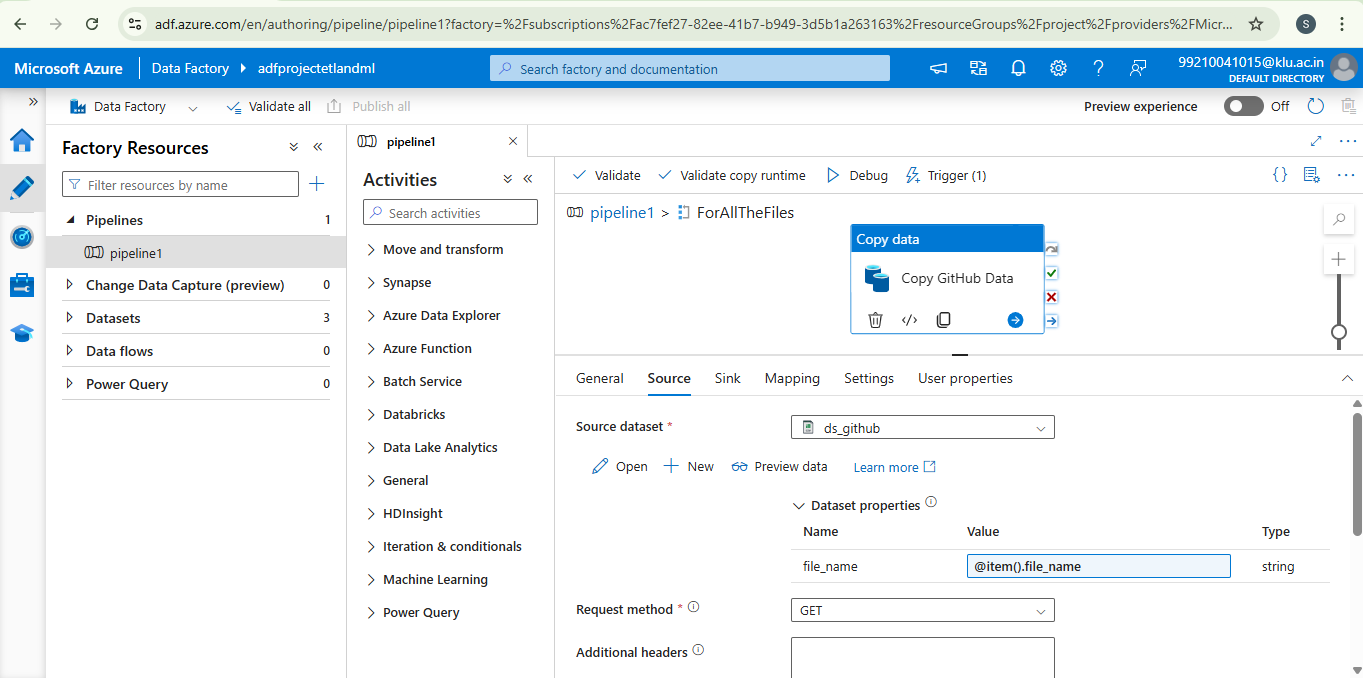 adf.azure.com/en/authoring/pipeline/pipeline1?factory=%2Fsubscriptions%2Fac7fef27-82ee-41b7-b949-3d5b1a263163%2FresourceGroups%2Fproject%2Fproviders%2FMicr...
S
Microsoft Azure
Data Factory
adfprojectetlandml
Search factory and documentation
99210041015@klu.ac.in
DEFAULT DIRECTORY
Data Factory
Validate all
Publish all
Preview experience
Off
Factory Resources
Filter resources by name
Pipelines 1
pipeline1
Change Data Capture (preview) 0
Datasets 3
Data flows 0
Power Query 0
pipeline1
Activities
Search activities
Move and transform
Synapse
Azure Data Explorer
Azure Function
Batch Service
Databricks
Data Lake Analytics
General
HDInsight
Iteration & conditionals
Machine Learning
Power Query
Validate
Validate copy runtime
Debug
Trigger (1)
{}
pipeline1 > ForAllTheFiles
Copy data
Copy GitHub Data
General
Source
Sink
Mapping
Settings
User properties
Source dataset *
ds_github
Open
New
Preview data
Learn more
Dataset properties
Name Value Type
file_name @item().file_name string
Request method *
GET
Additional headers